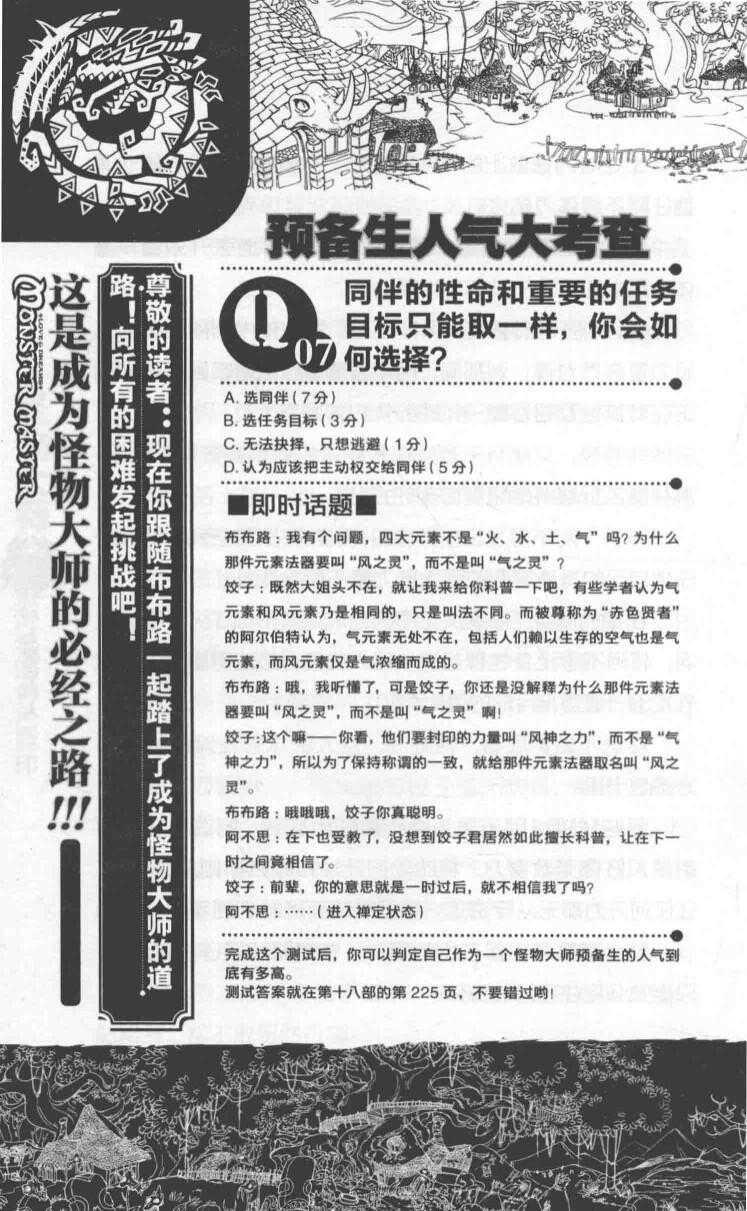 预备生人气大考查
Q
07
同伴的性命和重要的任务
目标只能取一样，你会如
何选择？
A. 选同伴（7分）
B. 选任务目标（3分）
C. 无法抉择，只想逃避（1分）
D. 认为应该把主动权交给同伴（5分）
■即时话题■
布布路：我有个问题，四大元素不是“火、水、土、气”吗？为什么
那件元素法器要叫“风之灵”，而不是叫“气之灵”？
饺子：既然大姐头不在，就让我来给你科普一下吧，有些学者认为气
元素和风元素乃是相同的，只是叫法不同。而被尊称为“赤色贤者”
的阿尔伯特认为，气元素无处不在，包括人们赖以生存的空气也是气
元素，而风元素仅是气浓缩而成的。
布布路：哦，我听懂了，可是饺子，你还是没解释为什么那件元素法
器要叫“风之灵”，而不是叫“气之灵”啊！
饺子：这个嘛——你看，他们要封印的力量叫“风神之力”，而不是“气
神之力”，所以为了保持称谓的一致，就给那件元素法器取名叫“风之
灵”。
布布路：哦哦哦，饺子你真聪明。
阿不思：在下也受教了，没想到饺子君居然如此擅长科普，让在下一
时之间竟相信了。
饺子：前辈，你的意思就是一时过后，就不相信我了吗？
阿不思：……（进入禅定状态）
完成这个测试后，你可以判定自己作为一个怪物大师预备生的人气到
底有多高。
测试答案就在第十八部的第 225 页，不要错过哟！
尊敬的读者：现在你跟随布布路一起踏上了成为怪物大师的道
路！向所有的困难发起挑战吧！
这是成为怪物大师的必经之路!!!
MONSTER MASTER